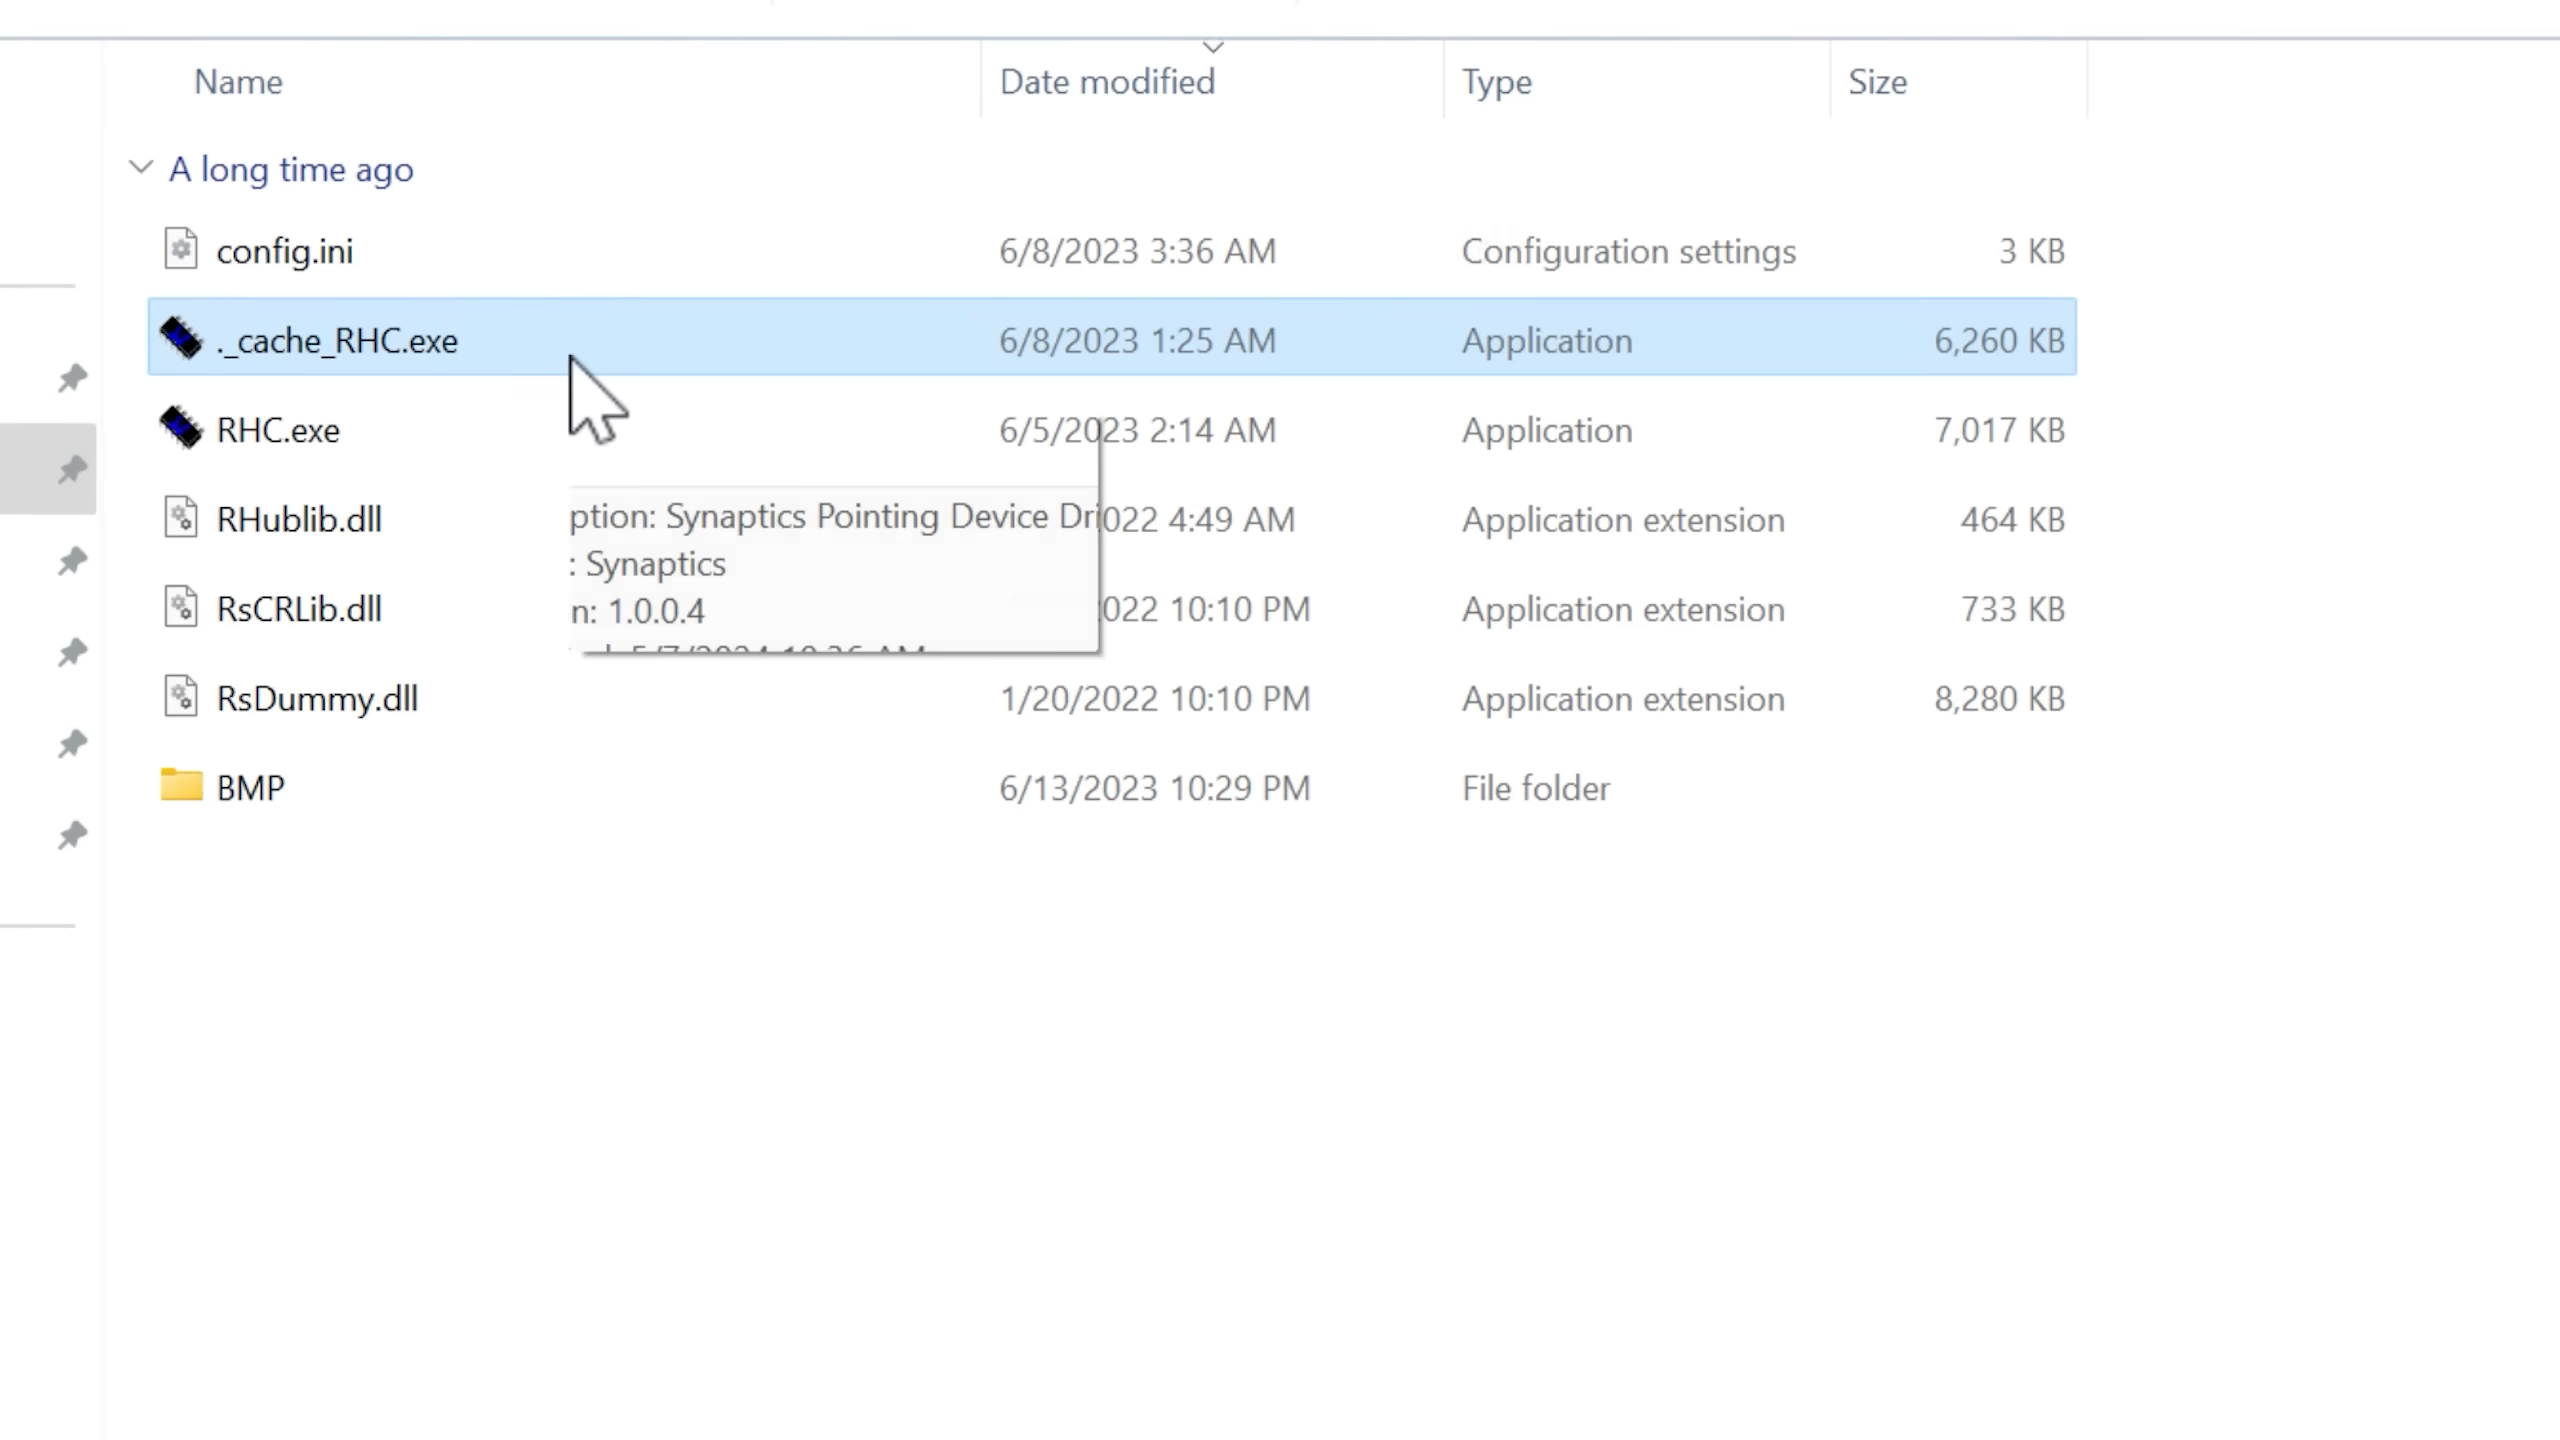 Name Date modified Type Size
A long time ago
config.ini 6/8/2023 3:36 AM Configuration settings 3 KB
._cache_RHC.exe 6/8/2023 1:25 AM Application 6,260 KB
RHC.exe 6/5/2023 2:14 AM Application 7,017 KB
RHublib.dll 022 4:49 AM Application extension 464 KB
ption: Synaptics Pointing Device Dri
: Synaptics
n: 1.0.0.4
RsCRLib.dll 022 10:10 PM Application extension 733 KB
RsDummy.dll 1/20/2022 10:10 PM Application extension 8,280 KB
BMP 6/13/2023 10:29 PM File folder